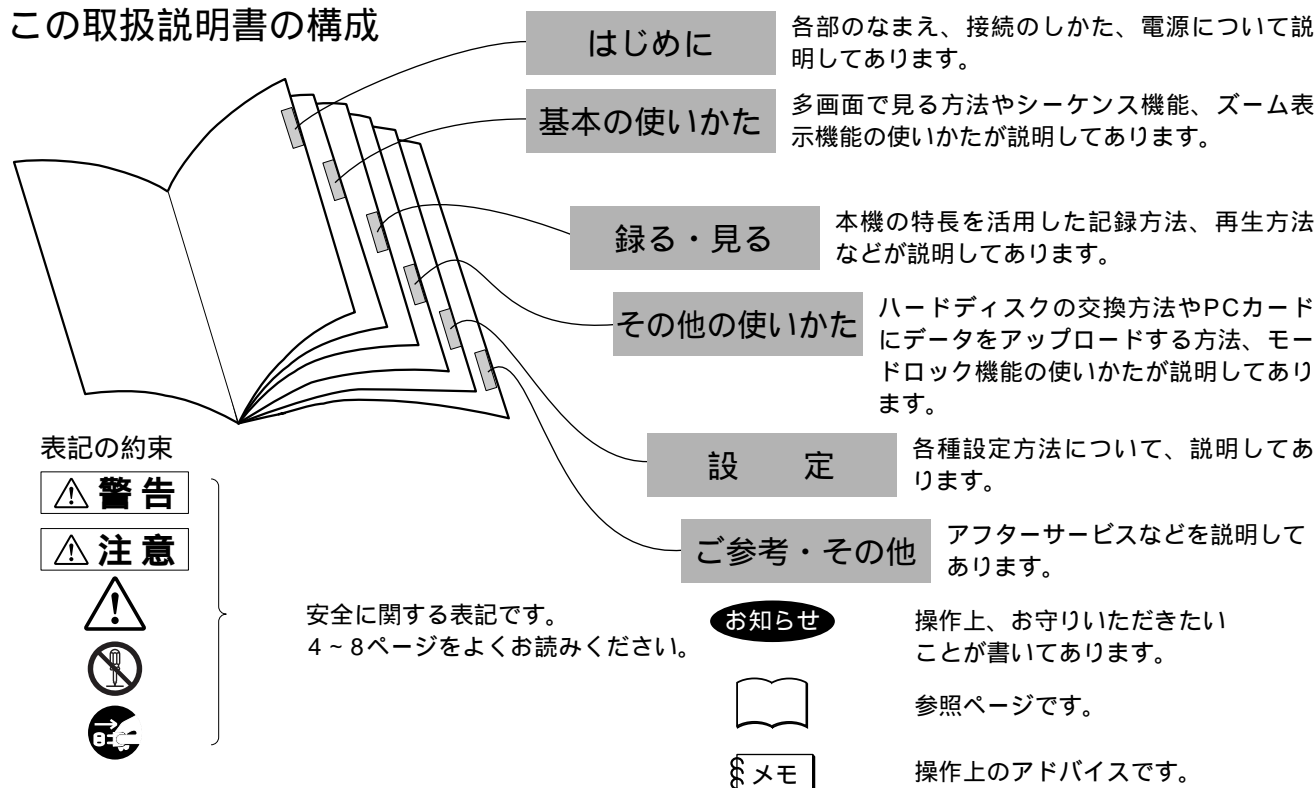 この取扱説明書の構成
はじめに
各部のなまえ、接続のしかた、電源について説
明してあります。
基本の使いかた
多画面で見る方法やシーケンス機能、ズーム表
示機能の使いかたが説明してあります。
録る・見る
本機の特長を活用した記録方法、再生方法
などが説明してあります。
その他の使いかた
ハードディスクの交換方法やPCカード
にデータをアップロードする方法、モー
ドロック機能の使いかたが説明してあり
ます。
設　定
各種設定方法について、説明してあ
ります。
ご参考・その他
アフターサービスなどを説明して
あります。
表記の約束
警告
注意
安全に関する表記です。
4~8ページをよくお読みください。
お知らせ
操作上、お守りいただきたい
ことが書いてあります。
参照ページです。
メモ
操作上のアドバイスです。